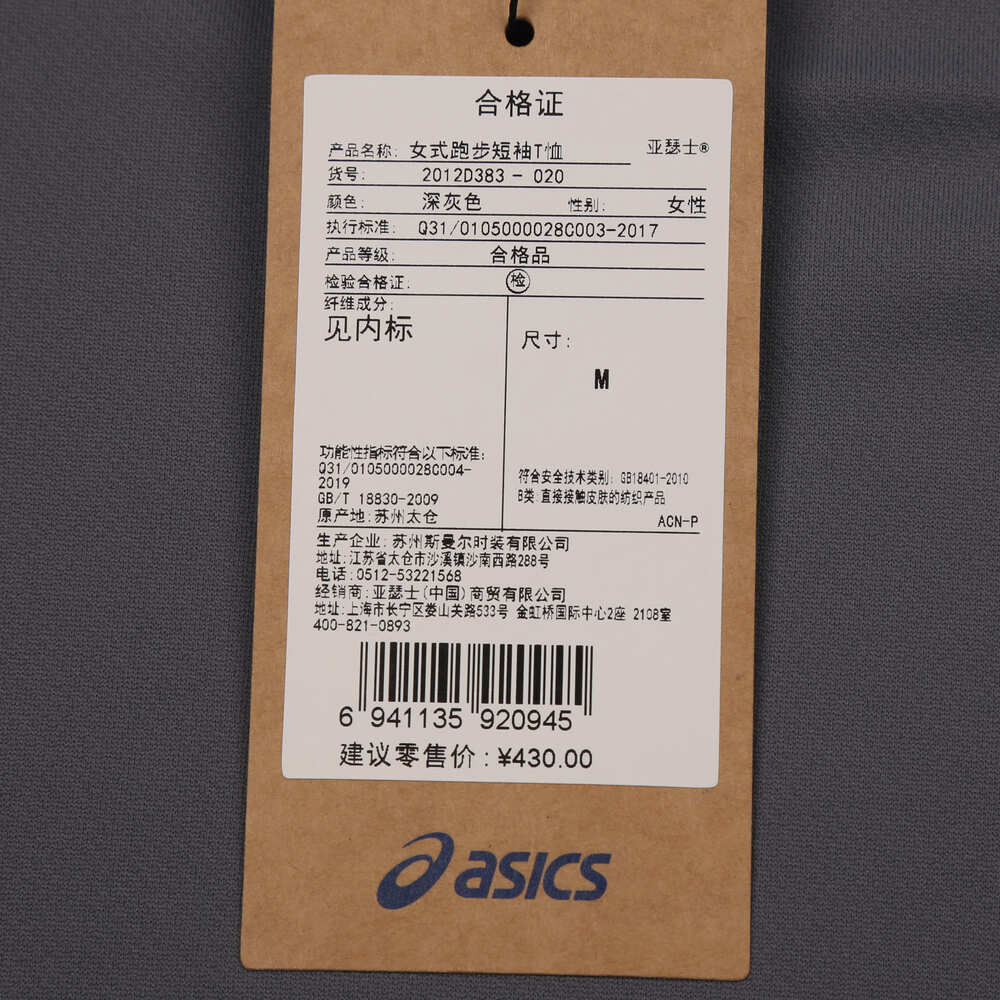 合格证
产品名称: 女式跑步短袖T恤 亚瑟士®
货号: 2012D383 - 020
颜色: 深灰色 性别: 女性
执行标准: Q31/0105000028C003-2017
产品等级: 合格品
检验合格证: 检
纤维成分:
见内标
尺寸:
M
功能性指标符合以下标准:
Q31/0105000028C004-
2019
GB/T 18830-2009
原产地:苏州太仓
符合安全技术类别: GB18401-2010
B类 直接接触皮肤的纺织产品
ACN-P
生产企业:苏州斯曼尔时装有限公司
地址:江苏省太仓市沙溪镇沙南西路288号
电话:0512-53221568
经销商:亚瑟士(中国)商贸有限公司
地址:上海市长宁区娄山关路533号 金虹桥国际中心2座 2108室
400-821-0893
6 941135 920945
建议零售价:¥430.00
asics